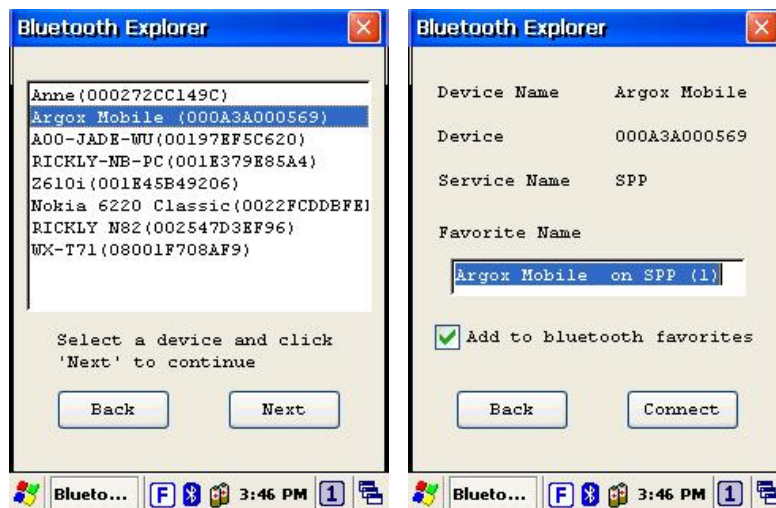 Bluetooth Explorer
Anne(000272CC149C)
Argox Mobile (000A3A000569)
A00-JADE-WU(00197EF5C620)
RICKLY-NB-PC(001E379E85A4)
Z610i(001E45B49206)
Nokia 6220 Classic(0022FCDDBFE
RICKLY N82(002547D3EF96)
WX-T71(08001F708AF9)
Select a device and click
'Next' to continue
Back Next
Blueto... F 3:46 PM 1
Bluetooth Explorer
Device Name Argox Mobile
Device 000A3A000569
Service Name SPP
Favorite Name
Argox Mobile on SPP (1)
Add to bluetooth favorites
Back Connect
Blueto... F 3:46 PM 1